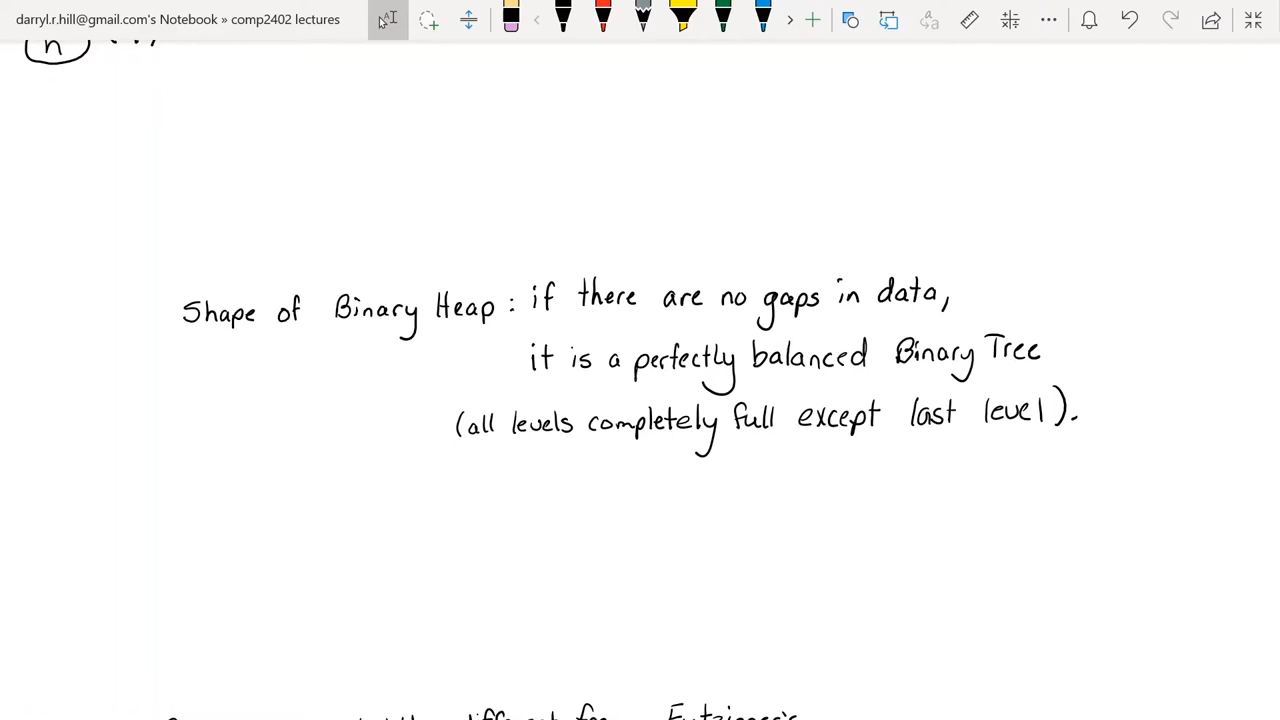 darryl.r.hill@gmail.com's Notebook » comp2402 lectures
n
Shape of Binary Heap: if there are no gaps in data,
it is a perfectly balanced Binary Tree
(all levels completely full except last level).